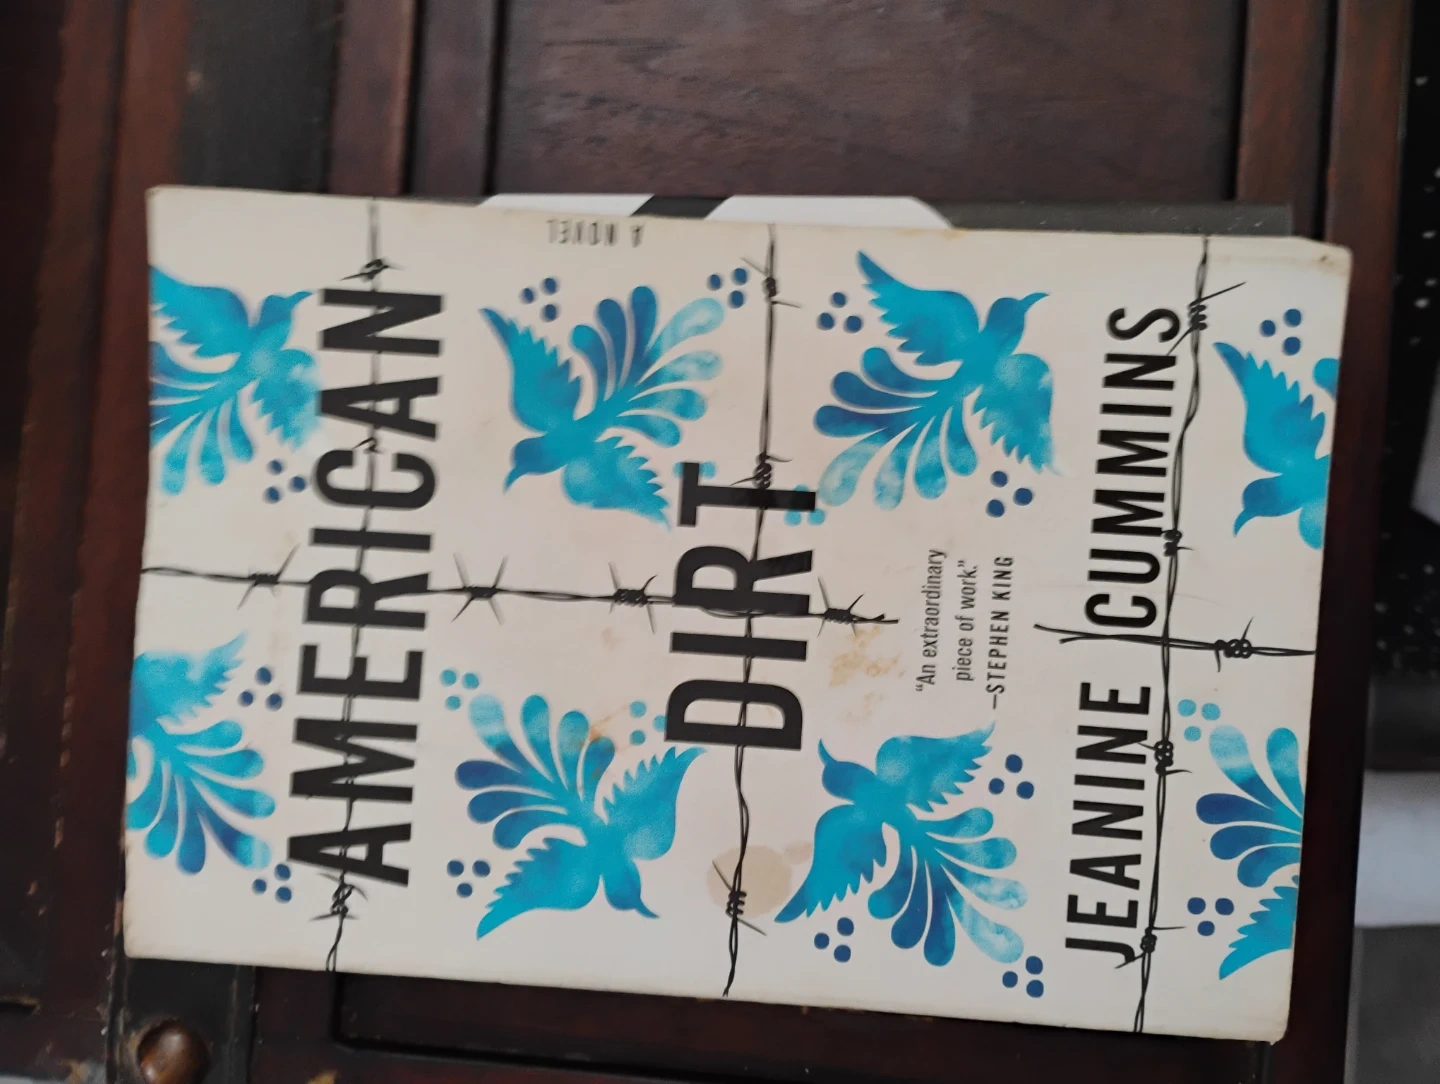 AMERICAN
DIRT
A NOVEL
“An extraordinary
piece of work.”
—STEPHEN KING
JEANINE CUMMINS